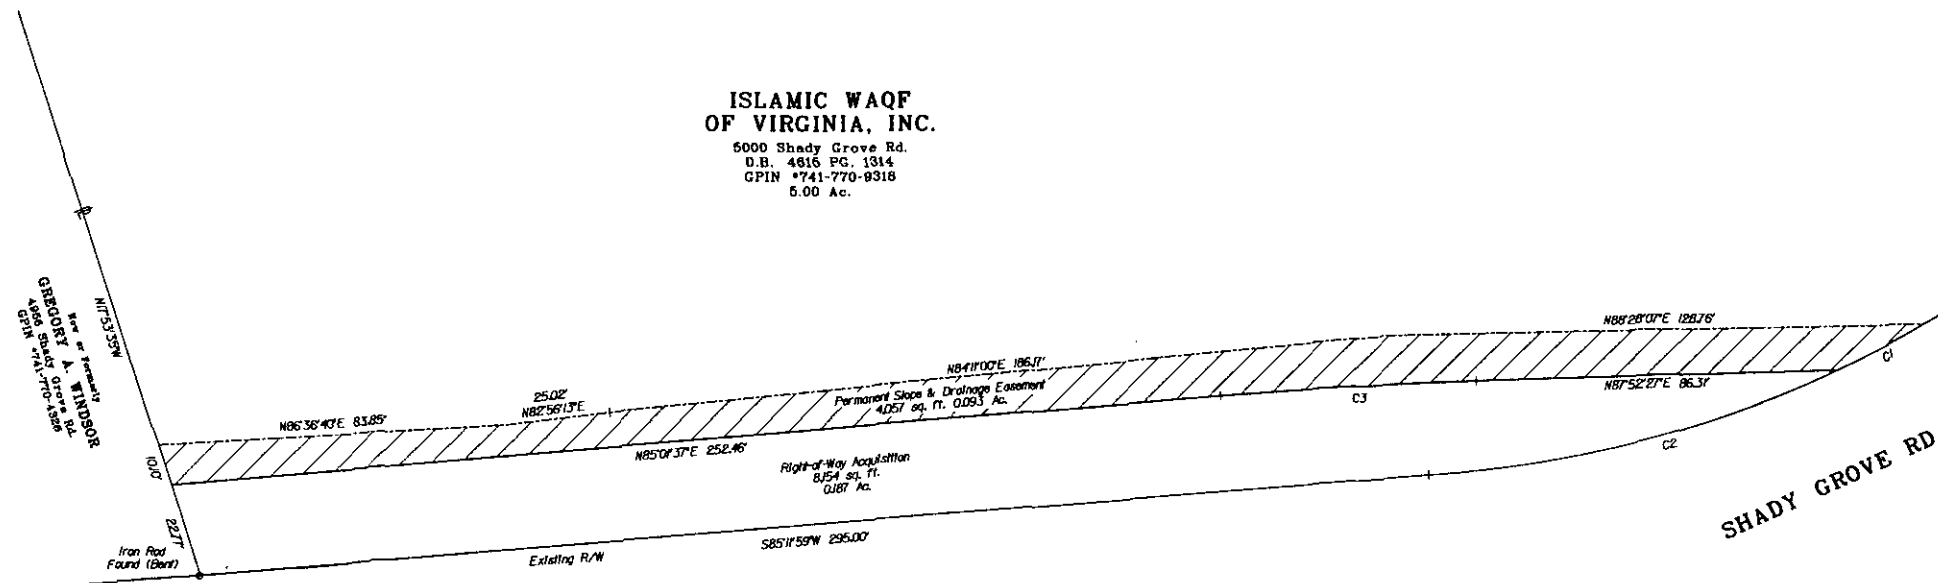 ISLAMIC WAQF
OF VIRGINIA, INC.
5000 Shady Grove Rd.
D.B. 4615 PG. 1314
GPIN *741-770-9318
5.00 Ac.
N17°53'35"W
Now or Formerly
GREGORY A. WINDSOR
4966 Shady Grove Rd.
GPIN *741-770-4326
N86°36'40"E 83.85'
25.02'
N82°56'13"E
N84°11'00"E 186.17'
N88°28'07"E 128.76'
Permanent Slope & Drainage Easement
4,057 sq. ft. 0.093 Ac.
C1
C3
N87°52'27"E 86.31'
N85°01'37"E 252.46'
10.10'
Right-of-Way Acquisition
8,154 sq. ft.
0.187 Ac.
C2
SHADY GROVE RD
22.77'
Iron Rod
Found (Bent)
Existing R/W
S85°11'59"W 295.00'